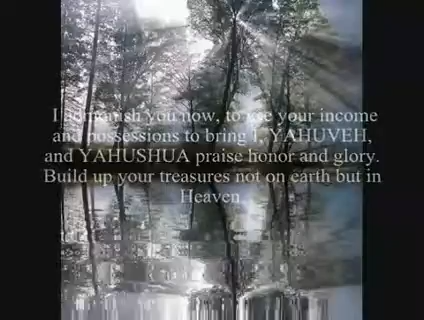 I admonish you now, to use your income
and possessions to bring I, YAHUVEH,
and YAHUSHUA praise honor and glory.
Build up your treasures not on earth but in
Heaven.